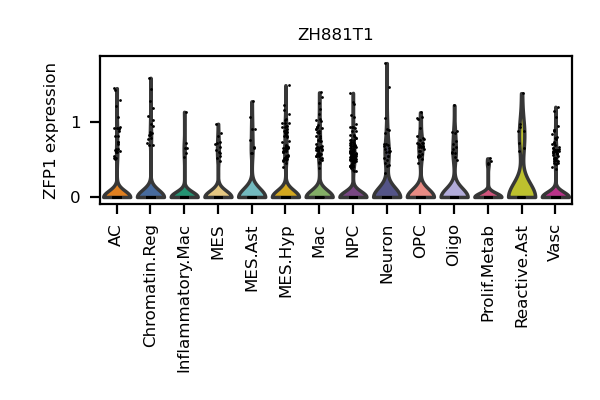 ZH881T1
ZFP1 expression
1
0
AC
Chromatin.Reg
Inflammatory.Mac
MES
MES.Ast
MES.Hyp
Mac
NPC
Neuron
OPC
Oligo
Prolif.Metab
Reactive.Ast
Vasc